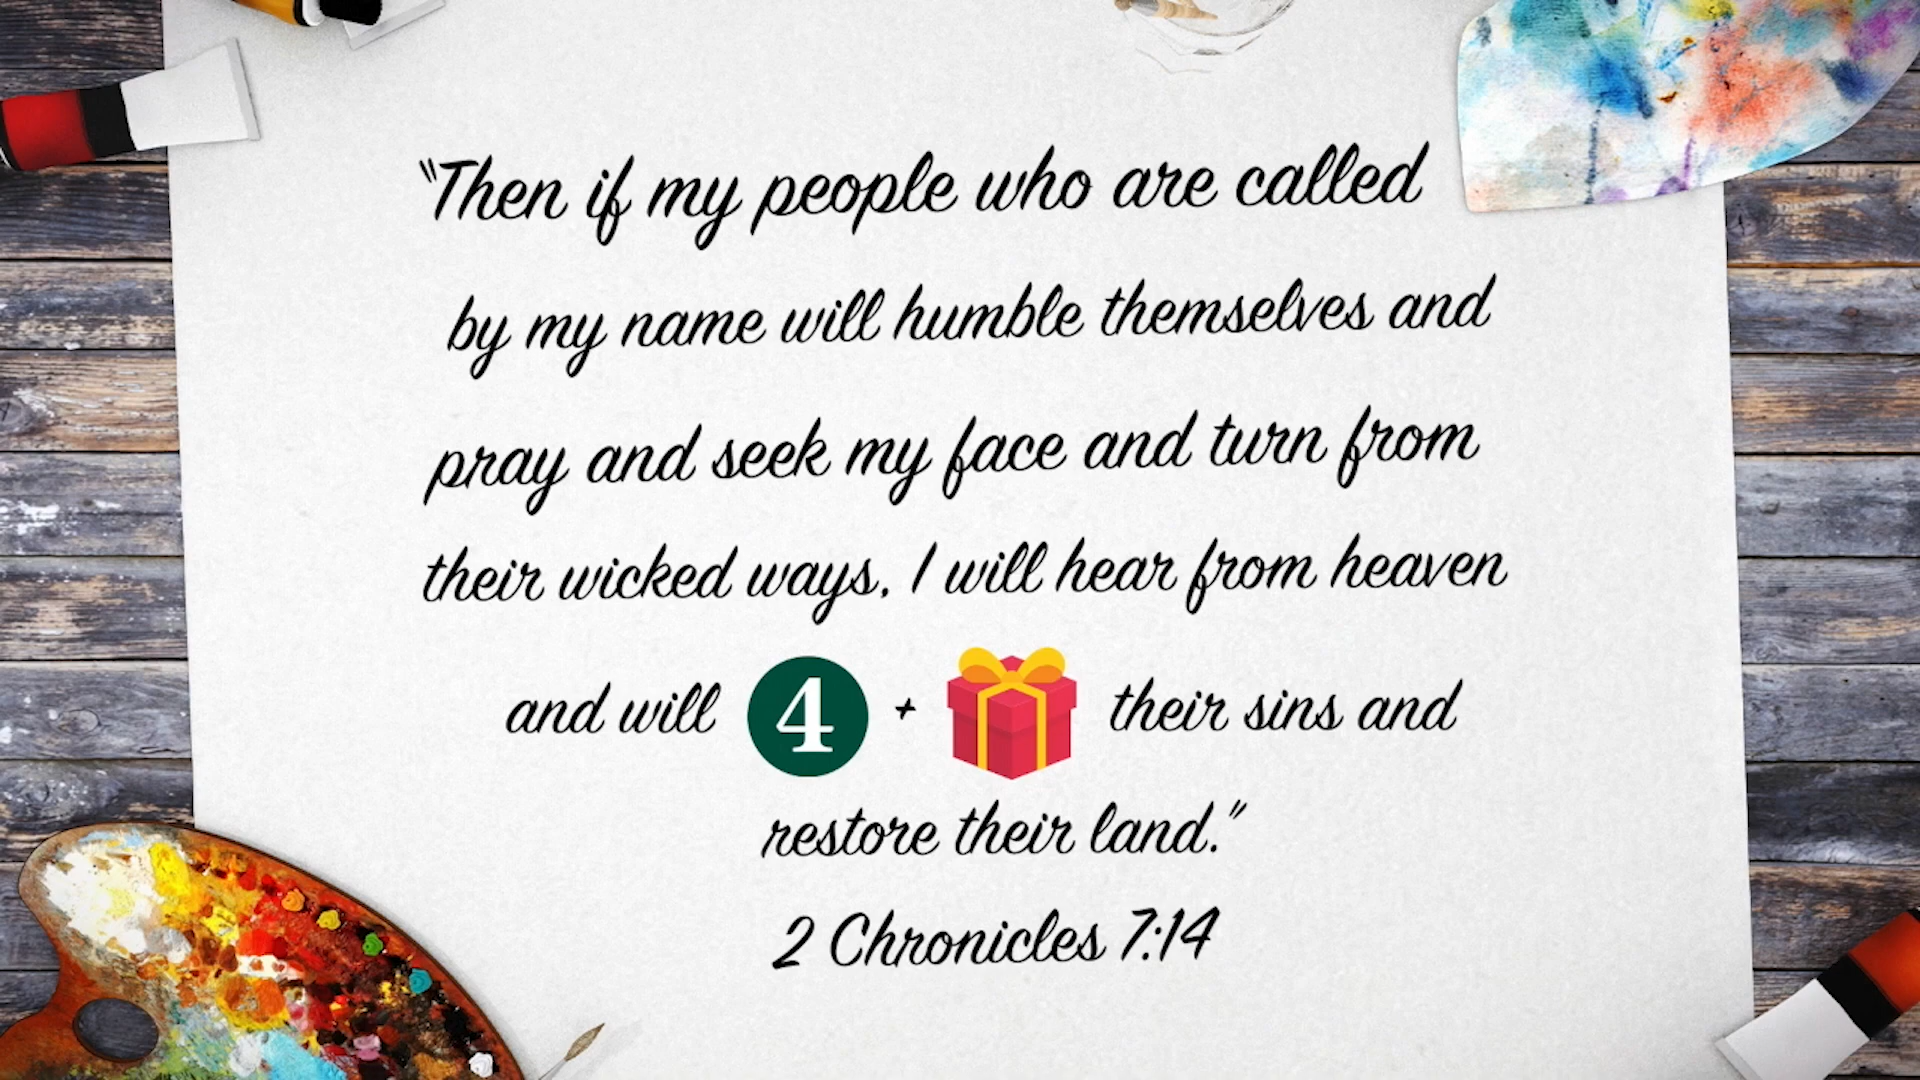 "Then if my people who are called
by my name will humble themselves and
pray and seek my face and turn from
their wicked ways, I will hear from heaven
and will 4 + their sins and
restore their land."
2 Chronicles 7:14